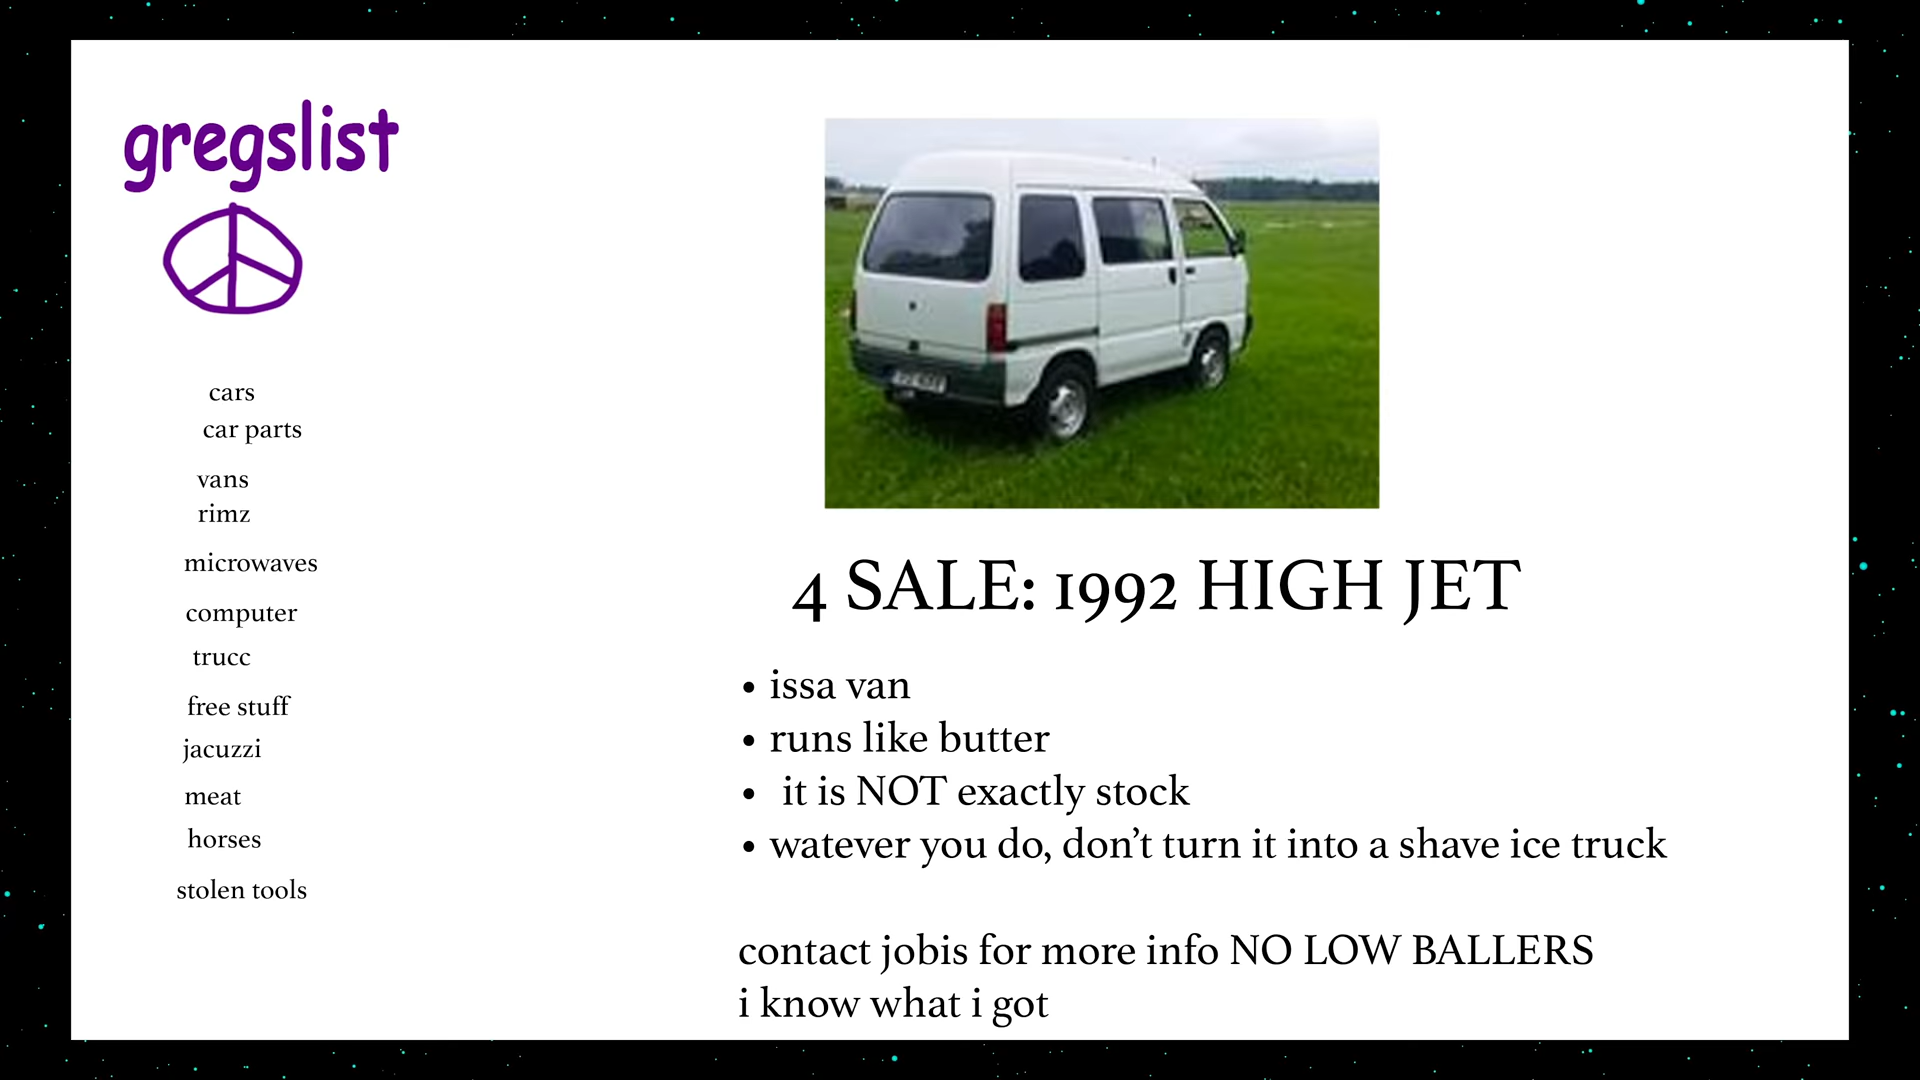 gregslist
cars
car parts
vans
rimz
microwaves
computer
trucc
free stuff
jacuzzi
meat
horses
stolen tools
4 SALE: 1992 HIGH JET
• issa van
• runs like butter
• it is NOT exactly stock
• watever you do, don’t turn it into a shave ice truck
contact jobis for more info NO LOW BALLERS
i know what i got